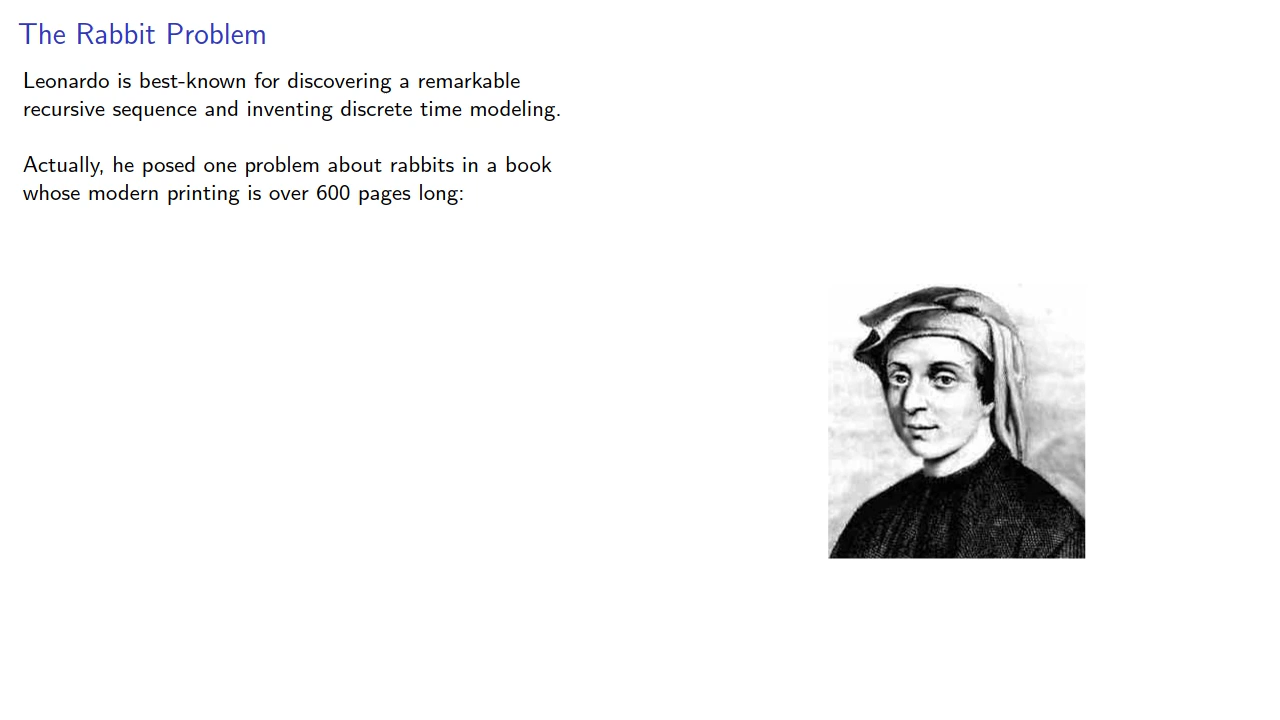 The Rabbit Problem
Leonardo is best-known for discovering a remarkable
recursive sequence and inventing discrete time modeling.
Actually, he posed one problem about rabbits in a book
whose modern printing is over 600 pages long: